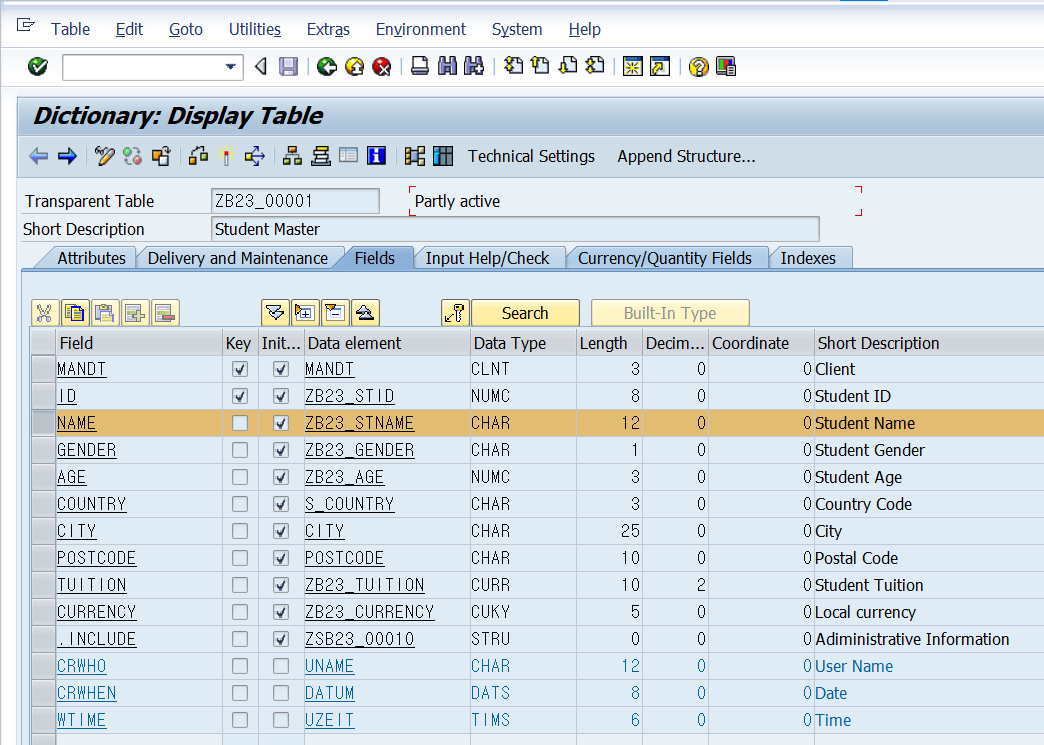 Table Edit Goto Utilities Extras Environment System Help
Dictionary: Display Table
Technical Settings Append Structure...
Transparent Table ZB23_00001 Partly active
Short Description Student Master
Attributes Delivery and Maintenance Fields Input Help/Check Currency/Quantity Fields Indexes
Search Built-In Type
Field Key Init... Data element Data Type Length Decim... Coordinate Short Description
MANDT MANDT CLNT 3 0 0 Client
ID ZB23_STID NUMC 8 0 0 Student ID
NAME ZB23_STNAME CHAR 12 0 0 Student Name
GENDER ZB23_GENDER CHAR 1 0 0 Student Gender
AGE ZB23_AGE NUMC 3 0 0 Student Age
COUNTRY S_COUNTRY CHAR 3 0 0 Country Code
CITY CITY CHAR 25 0 0 City
POSTCODE POSTCODE CHAR 10 0 0 Postal Code
TUITION ZB23_TUITION CURR 10 2 0 Student Tuition
CURRENCY ZB23_CURRENCY CUKY 5 0 0 Local currency
.INCLUDE ZSB23_00010 STRU 0 0 0 Adiministrative Information
CRWHO UNAME CHAR 12 0 0 User Name
CRWHEN DATUM DATS 8 0 0 Date
WTIME UZEIT TIMS 6 0 0 Time